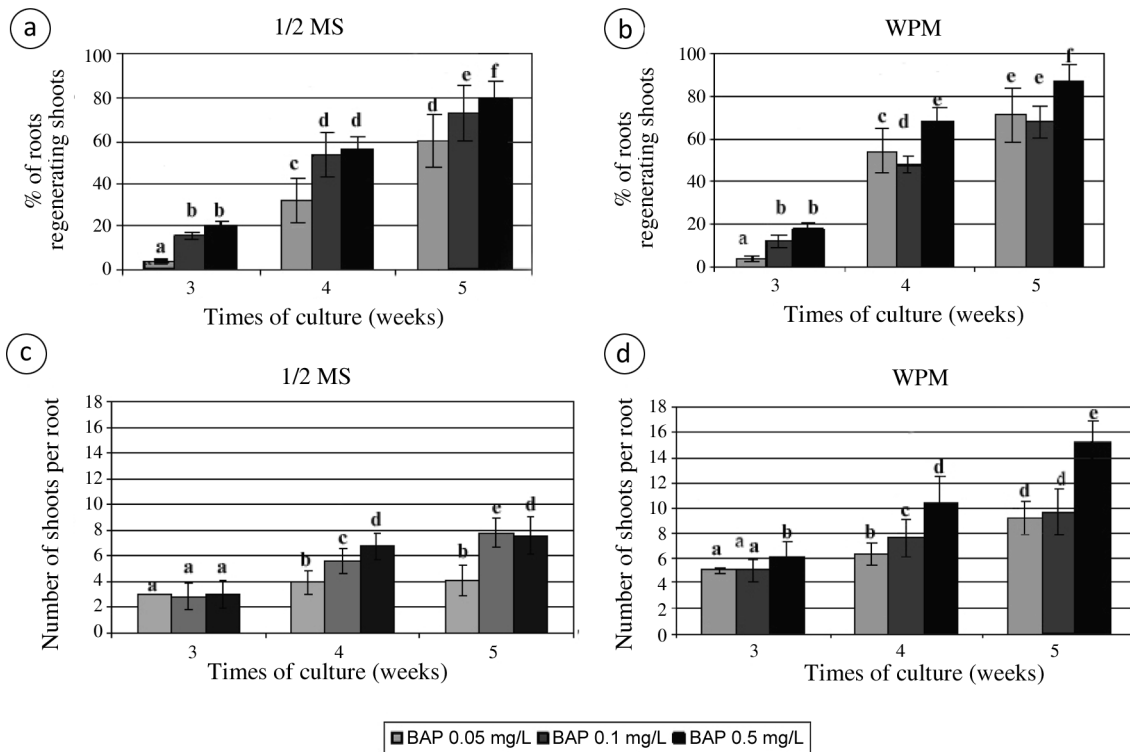 a
1/2 MS
% of roots
regenerating shoots
100
80
60
40
20
0
a
b
b
c
d
d
d
e
f
3
4
5
Times of culture (weeks)
b
WPM
% of roots
regenerating shoots
100
80
60
40
20
0
a
b
b
c
d
e
e
e
f
3
4
5
Times of culture (weeks)
c
1/2 MS
Number of shoots per root
18
16
14
12
10
8
6
4
2
0
a
a
a
b
c
d
b
e
d
3
4
5
Times of culture (weeks)
d
WPM
Number of shoots per root
18
16
14
12
10
8
6
4
2
0
a
a
a
b
b
c
d
d
d
e
3
4
5
Times of culture (weeks)
BAP 0.05 mg/L BAP 0.1 mg/L BAP 0.5 mg/L